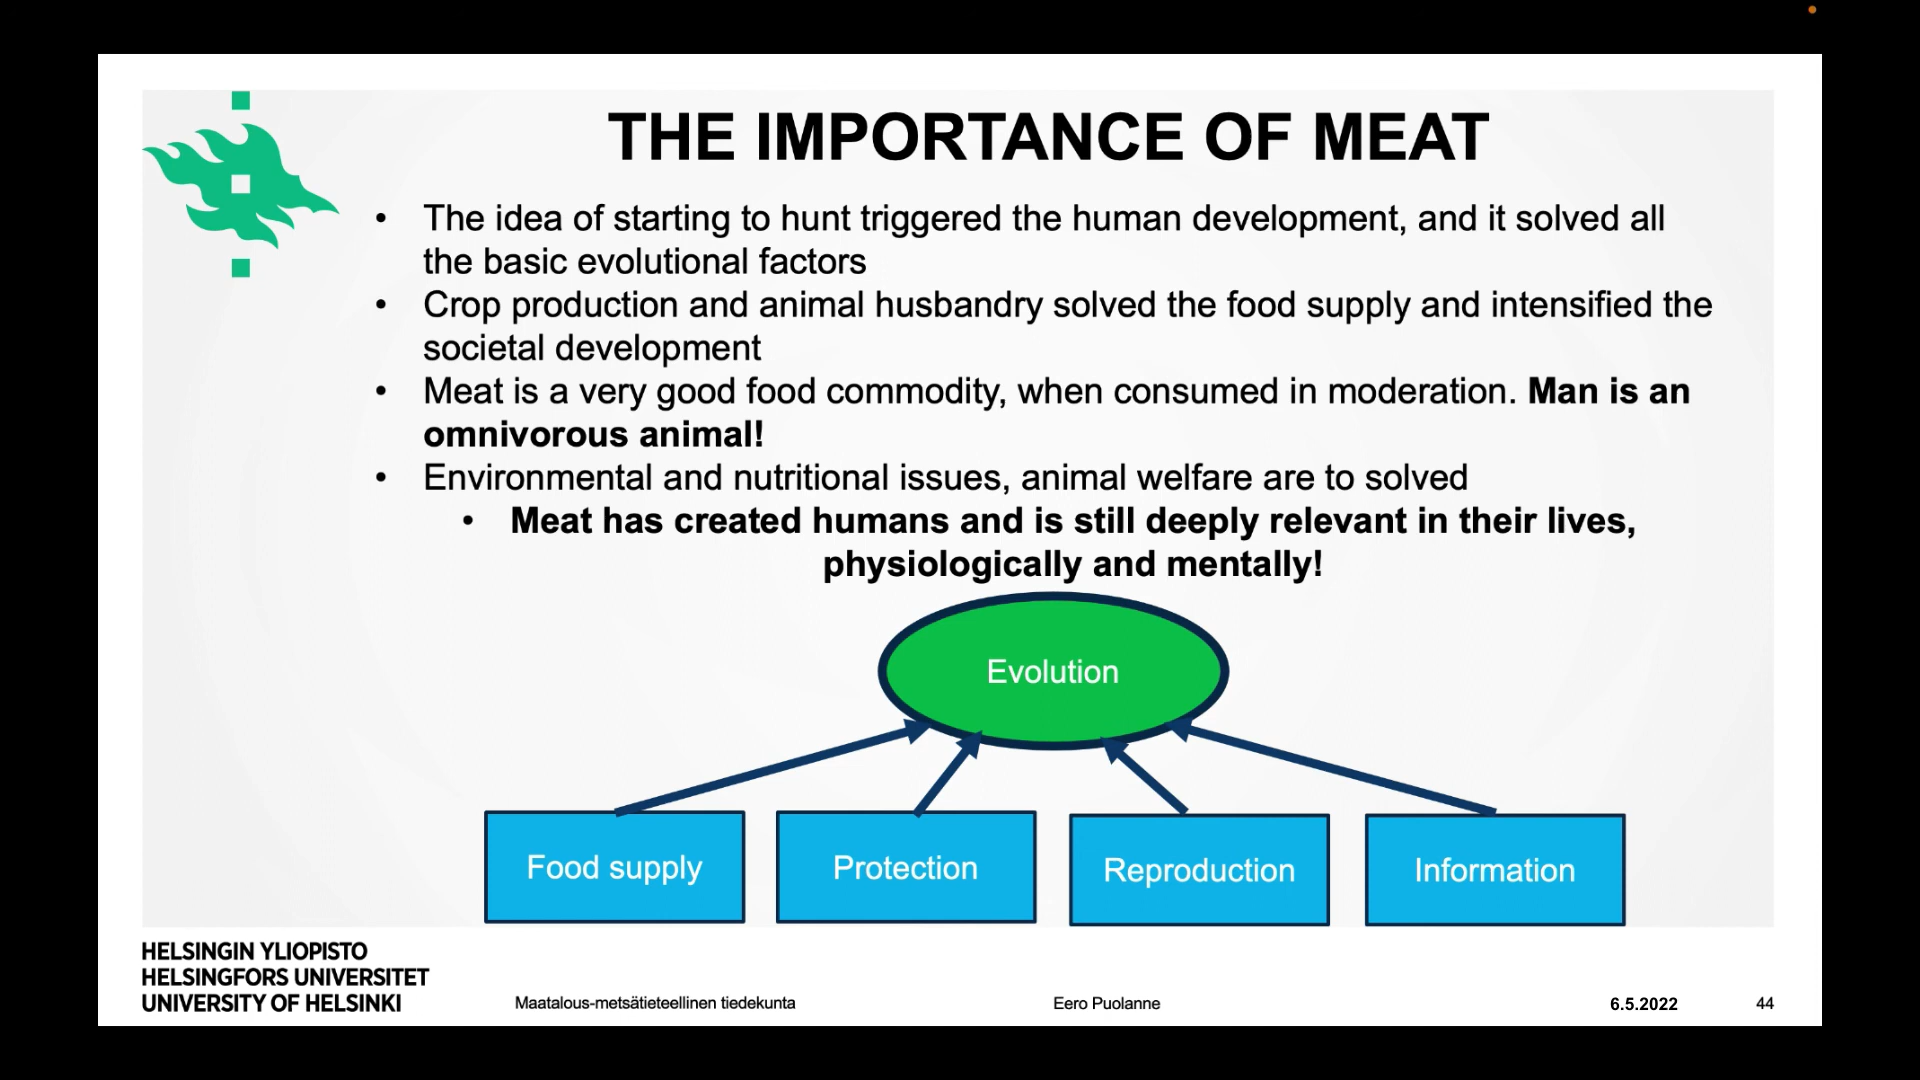 THE IMPORTANCE OF MEAT
• The idea of starting to hunt triggered the human development, and it solved all
the basic evolutional factors
• Crop production and animal husbandry solved the food supply and intensified the
societal development
• Meat is a very good food commodity, when consumed in moderation. Man is an
omnivorous animal!
• Environmental and nutritional issues, animal welfare are to solved
• Meat has created humans and is still deeply relevant in their lives,
physiologically and mentally!
Evolution
Food supply
Protection
Reproduction
Information
HELSINGIN YLIOPISTO
HELSINGFORS UNIVERSITET
UNIVERSITY OF HELSINKI
Maatalous-metsätieteellinen tiedekunta
Eero Puolanne
6.5.2022
44